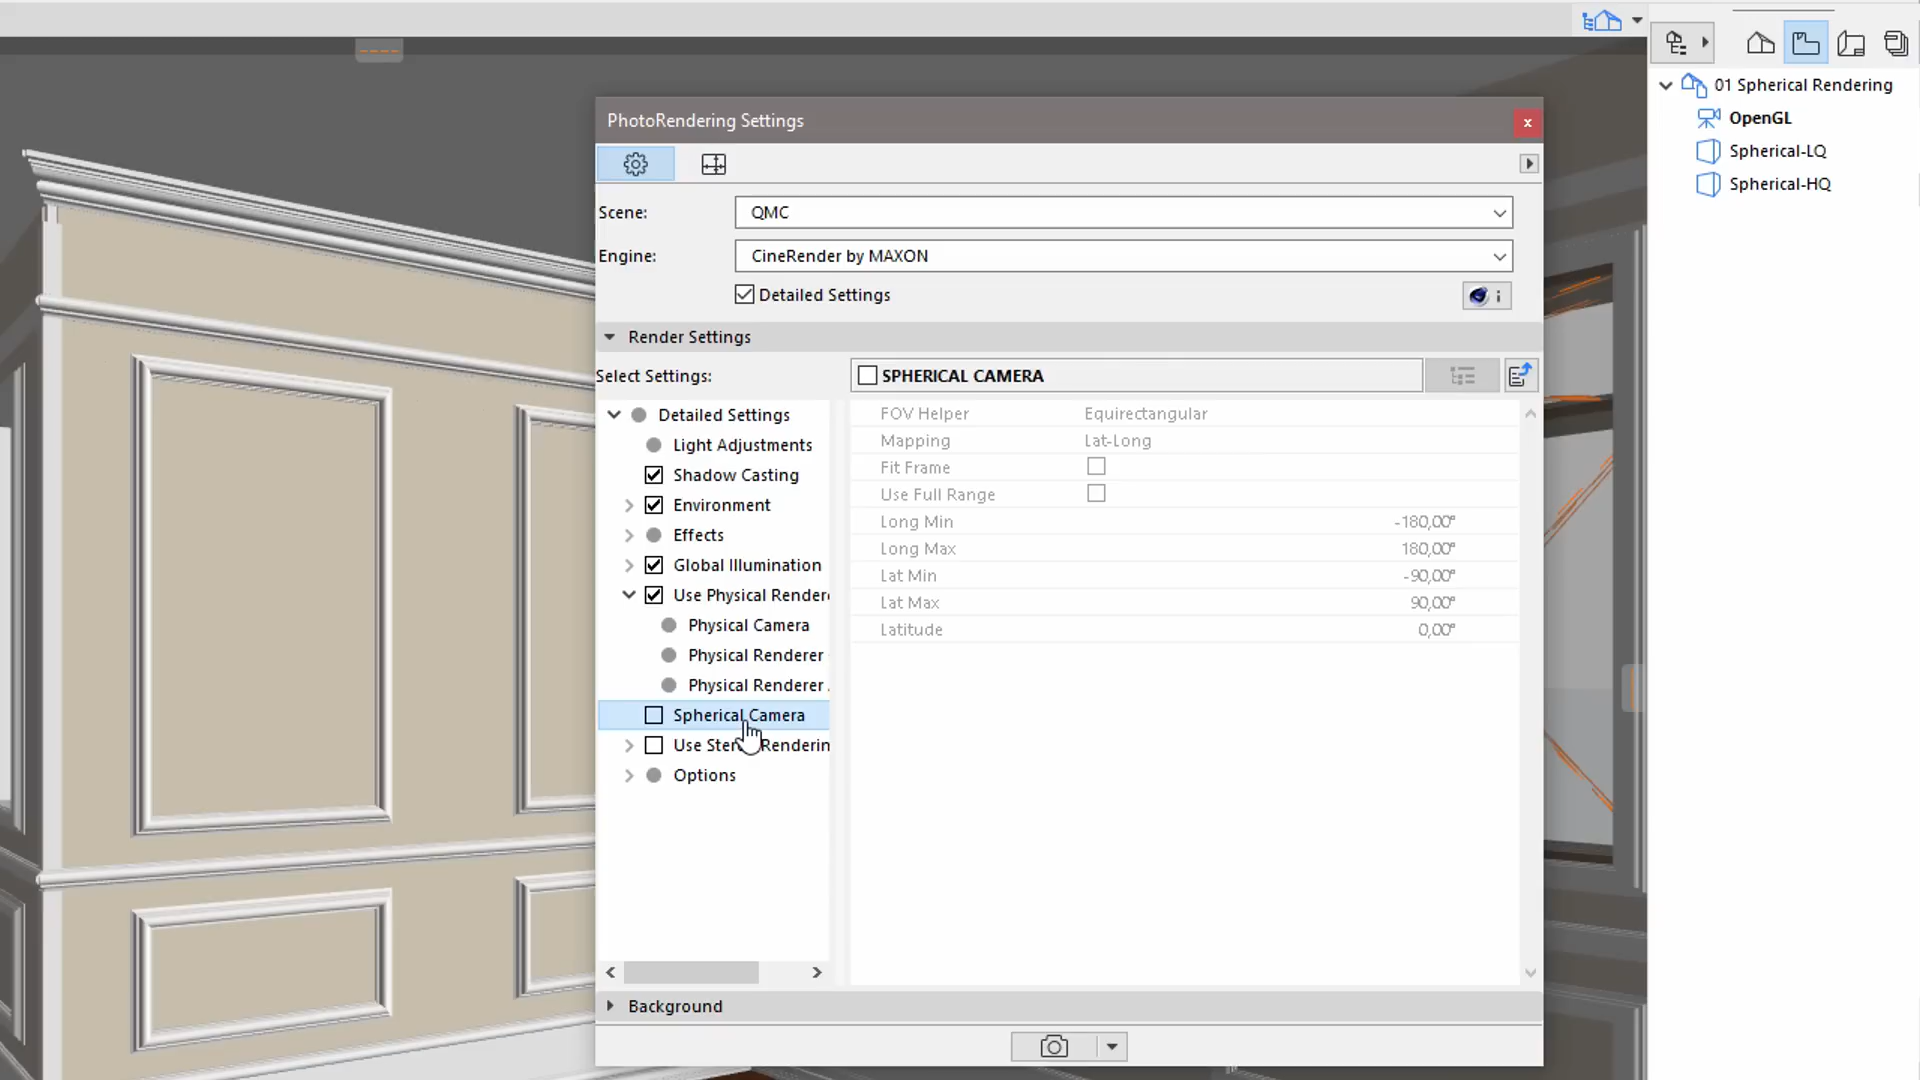 01 Spherical Rendering
OpenGL
Spherical-LQ
Spherical-HQ
PhotoRendering Settings
x
Scene:
QMC
Engine:
CineRender by MAXON
Detailed Settings
i
Render Settings
Select Settings:
SPHERICAL CAMERA
Detailed Settings
Light Adjustments
Shadow Casting
Environment
Effects
Global Illumination
Use Physical Rendere
Physical Camera
Physical Renderer
Physical Renderer
Spherical Camera
Use Ster Renderin
Options
FOV Helper Equirectangular
Mapping Lat-Long
Fit Frame
Use Full Range
Long Min -180,00°
Long Max 180,00°
Lat Min -90,00°
Lat Max 90,00°
Latitude 0,00°
Background